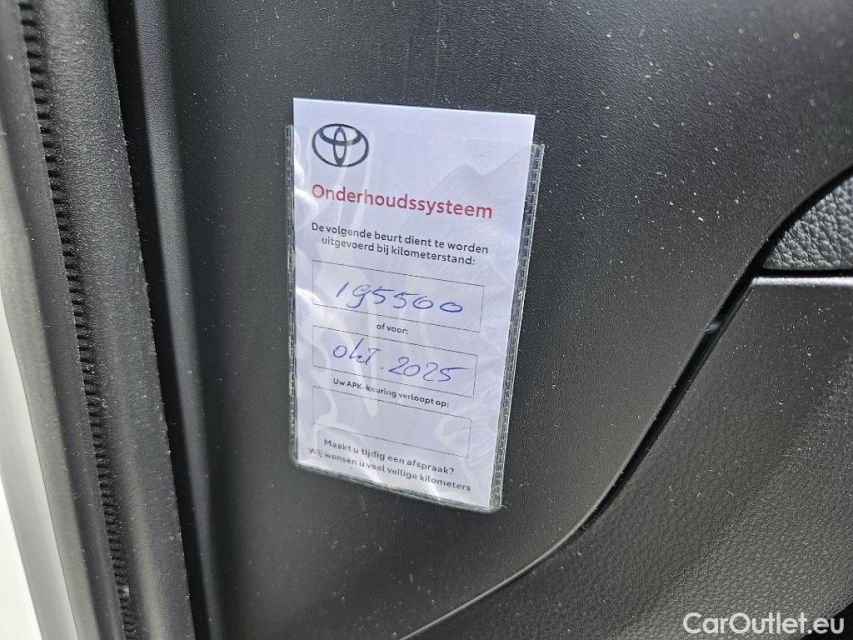 Onderhoudssysteem
De volgende beurt dient te worden
uitgevoerd bij kilometerstand:
195500
of voor:
okt. 2025
Uw APK-keuring verloopt op:
Maakt u tijdig een afspraak?
Wij wensen u veel veilige kilometers
CarOutlet.eu